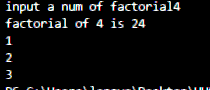 input a num of factorial4
factorial of 4 is 24
1
2
3